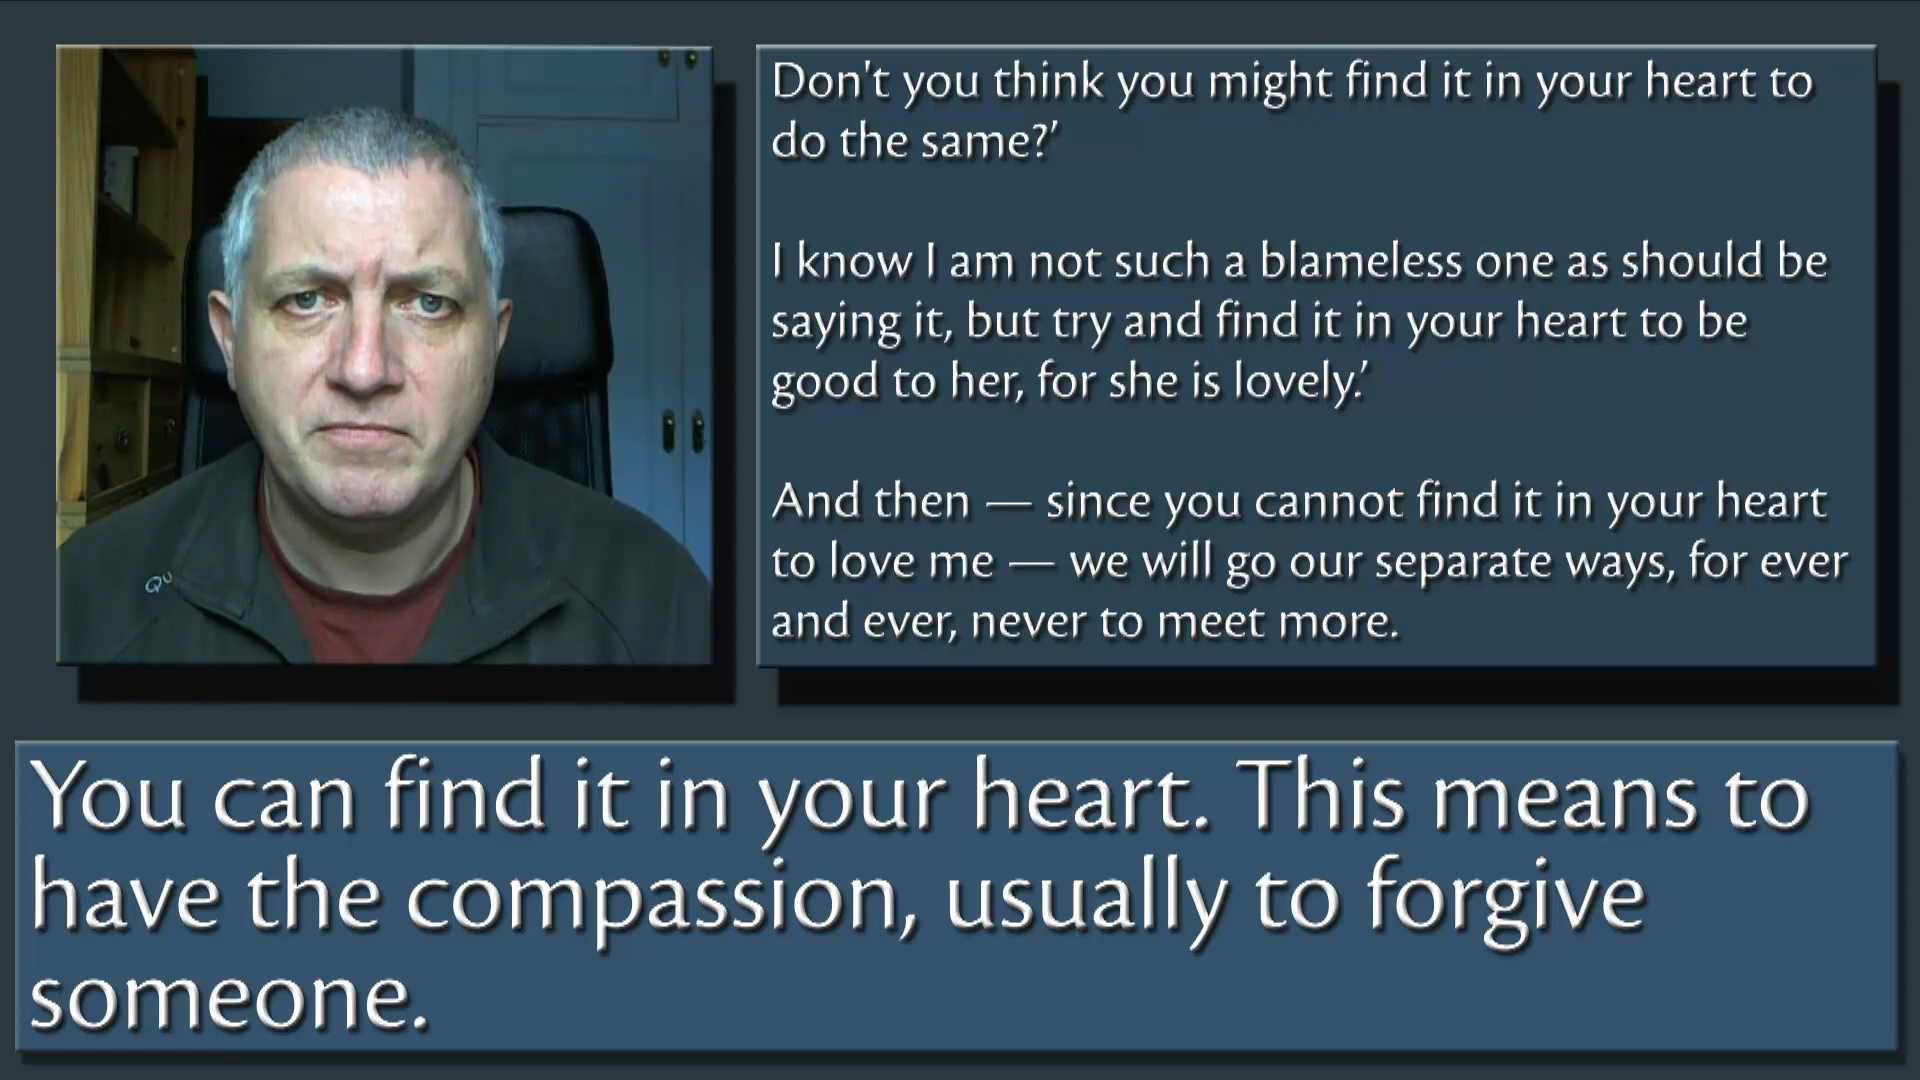 Don't you think you might find it in your heart to
do the same?’
I know I am not such a blameless one as should be
saying it, but try and find it in your heart to be
good to her, for she is lovely.’
And then — since you cannot find it in your heart
to love me — we will go our separate ways, for ever
and ever, never to meet more.
QU
You can find it in your heart. This means to
have the compassion, usually to forgive
someone.